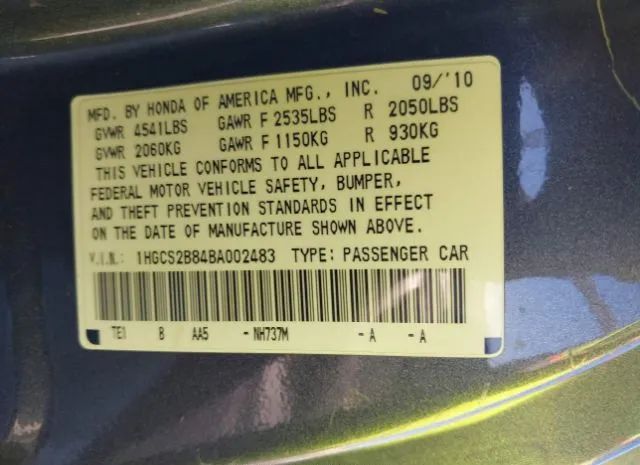 MFD. BY HONDA OF AMERICA MFG., INC. 09/'10
GVWR 4541LBS GAWR F 2535LBS R 2050LBS
GVWR 2060KG GAWR F 1150KG R 930KG
THIS VEHICLE CONFORMS TO ALL APPLICABLE
FEDERAL MOTOR VEHICLE SAFETY, BUMPER,
AND THEFT PREVENTION STANDARDS IN EFFECT
ON THE DATE OF MANUFACTURE SHOWN ABOVE.
V.I.N.: 1HGCS2B84BA002483 TYPE: PASSENGER CAR
TE1 B AA5 - NH737M - A - A